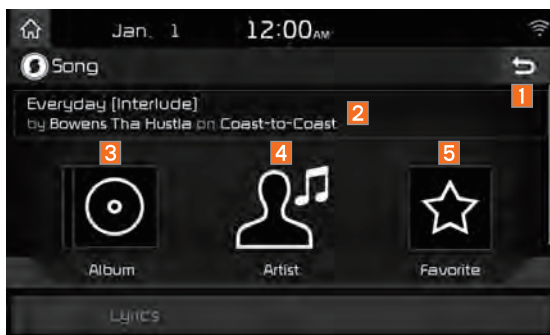 Jan. 1 12:00AM
Song
1
Everyday [Interlude]
by Bowens Tha Hustla on Coast-to-Coast 2
3 4 5
Album Artist Favorite
Lyrics